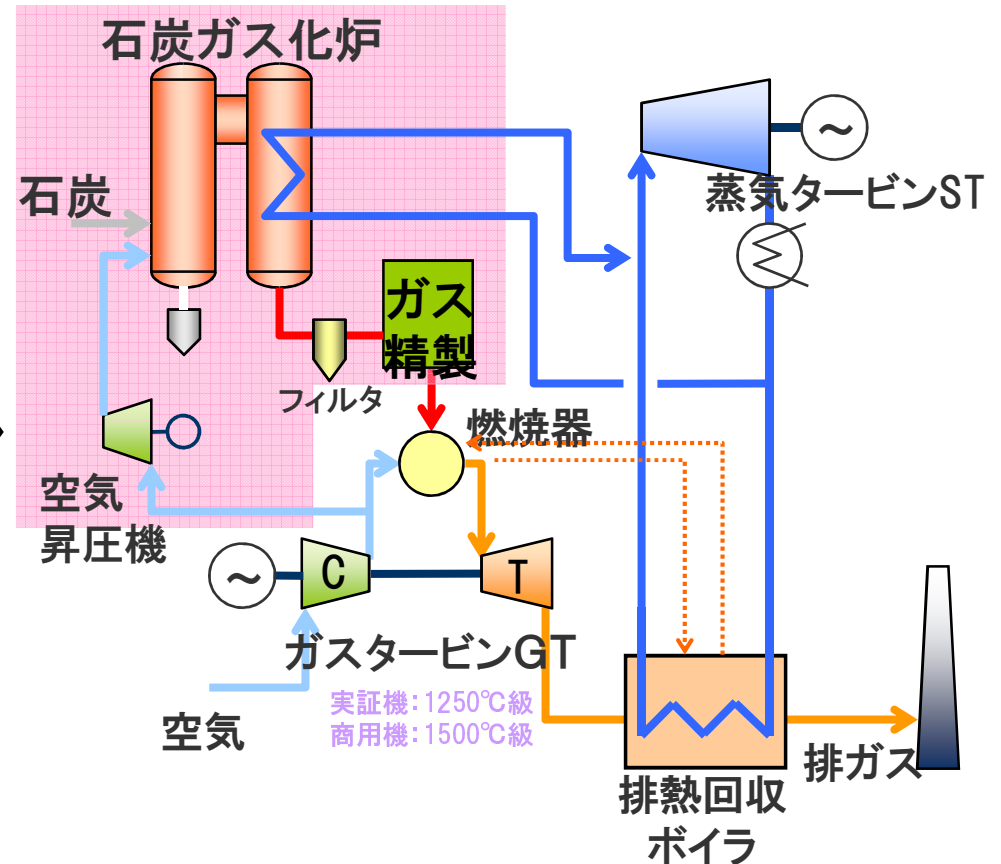 石炭ガス化炉
石炭
蒸気タービンST
ガス
精製
フィルタ
燃焼器
空気
昇圧機
~
~
C
T
ガスタービンGT
実証機：1250℃級
商用機：1500℃級
空気
排ガス
排熱回収
ボイラ